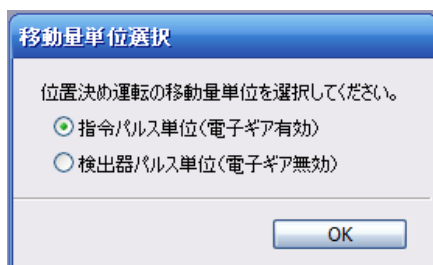 移動量単位選択
位置決め運転の移動量単位を選択してください。
指令パルス単位(電子ギア有効)
検出器パルス単位(電子ギア無効)
OK